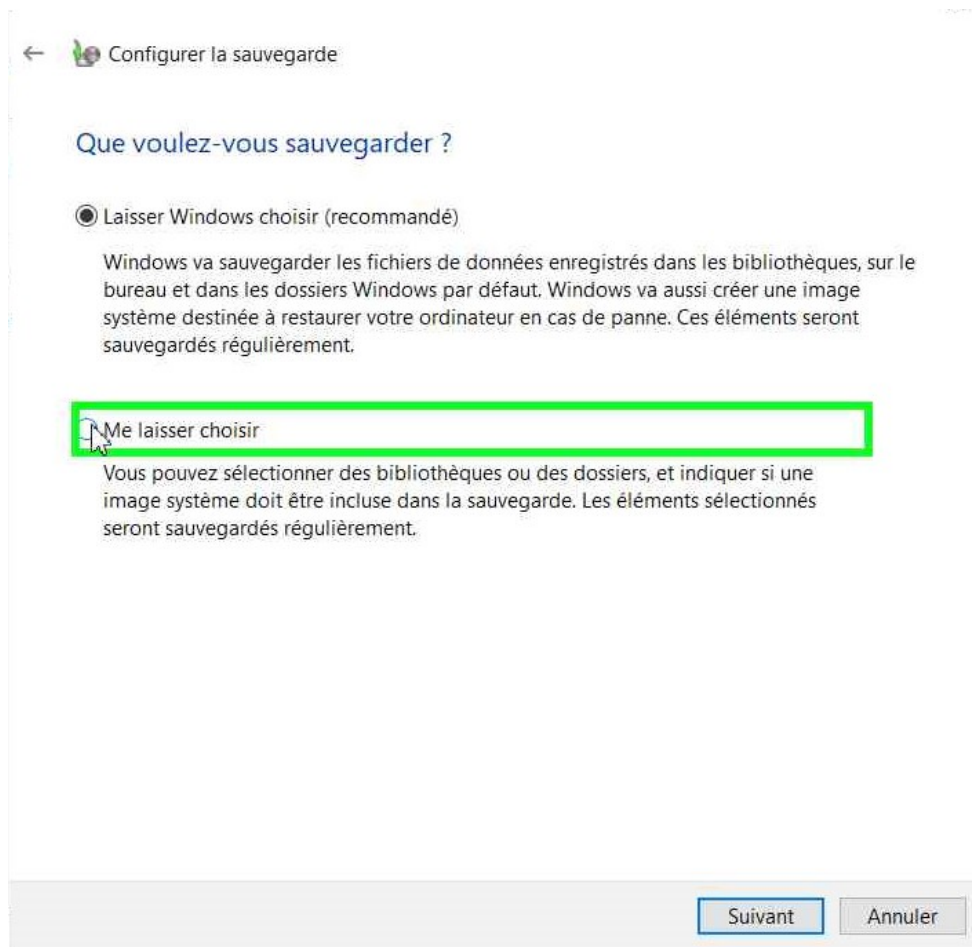 Configurer la sauvegarde
Que voulez-vous sauvegarder ?
Laisser Windows choisir (recommandé)
Windows va sauvegarder les fichiers de données enregistrés dans les bibliothèques, sur le
bureau et dans les dossiers Windows par défaut. Windows va aussi créer une image
système destinée à restaurer votre ordinateur en cas de panne. Ces éléments seront
sauvegardés régulièrement.
Me laisser choisir
Vous pouvez sélectionner des bibliothèques ou des dossiers, et indiquer si une
image système doit être incluse dans la sauvegarde. Les éléments sélectionnés
seront sauvegardés régulièrement.
Suivant
Annuler